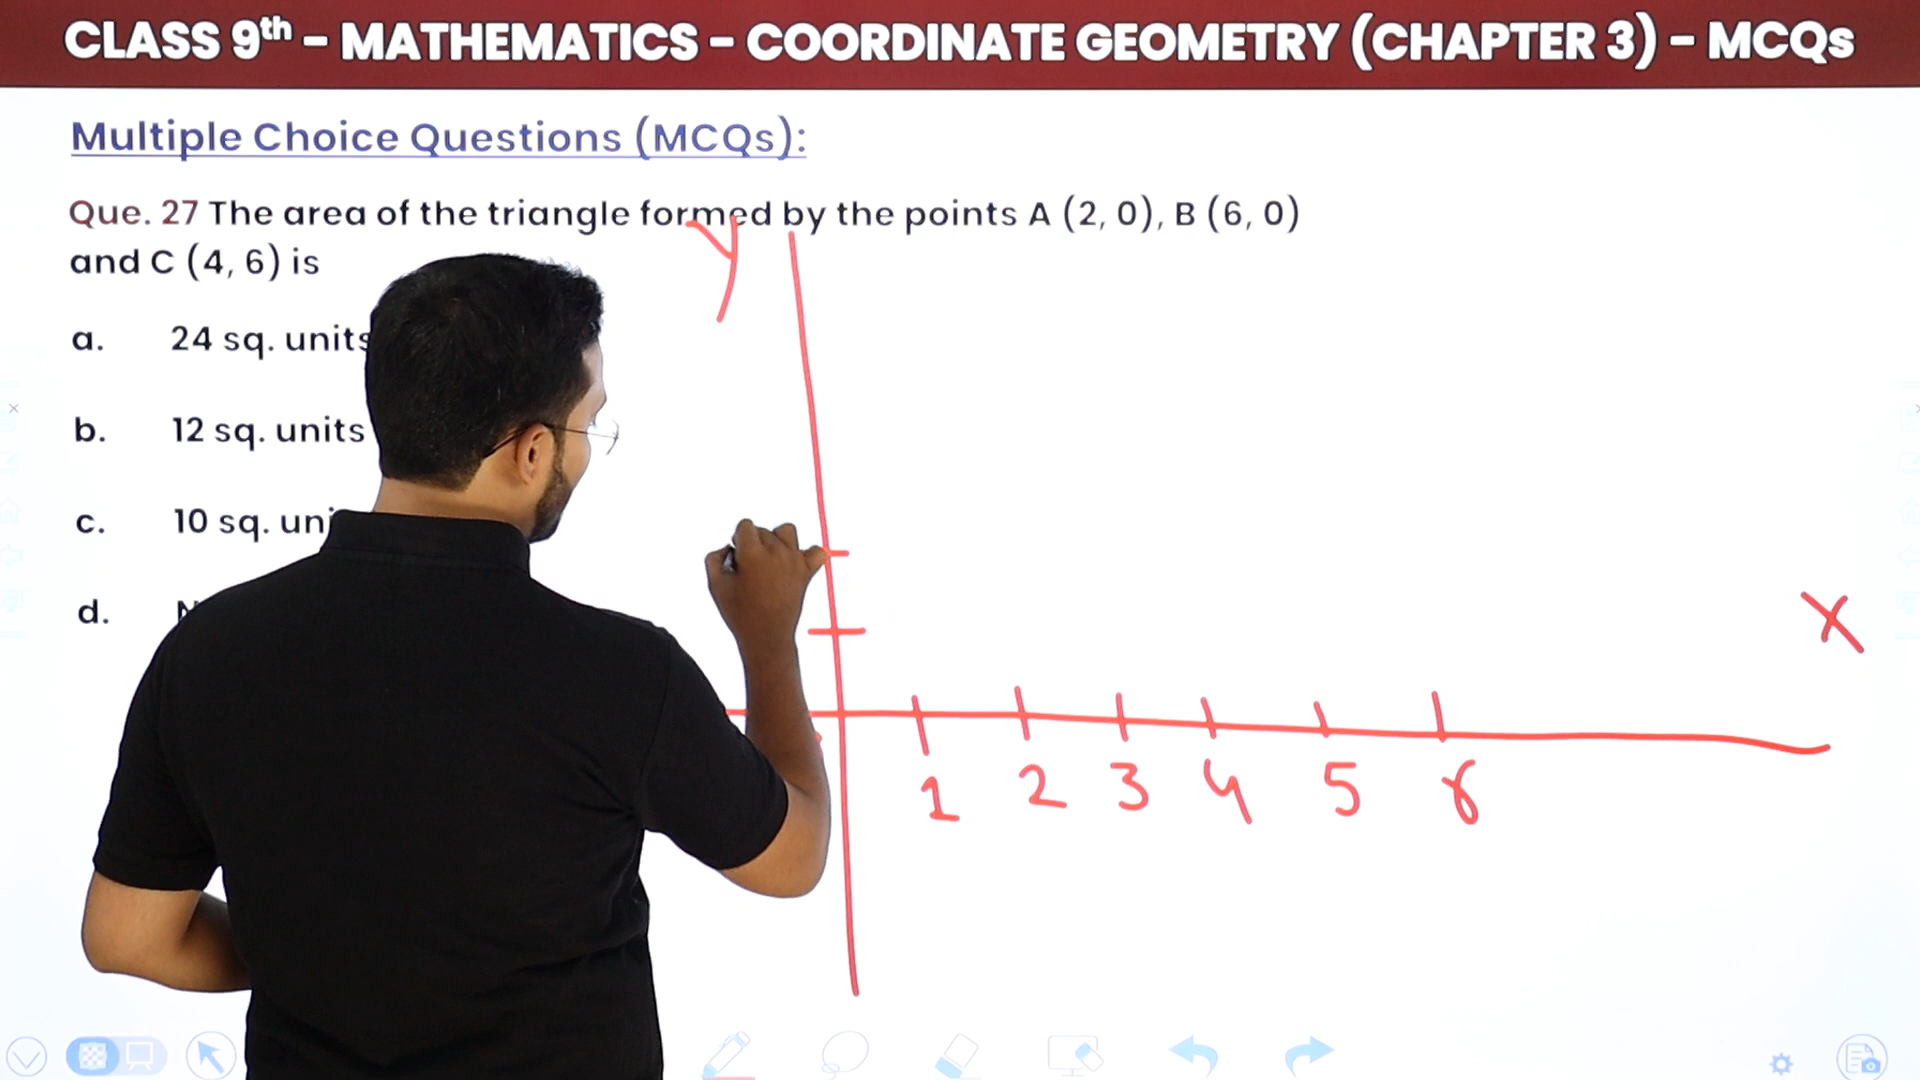 CLASS 9th – MATHEMATICS – COORDINATE GEOMETRY (CHAPTER 3) – MCQs
Multiple Choice Questions (MCQs):
Que. 27 The area of the triangle formed by the points A (2, 0), B (6, 0)
and C (4, 6) is
a. 24 sq. units
b. 12 sq. units
c. 10 sq. uni
d. N
y
x
1 2 3 4 5 6